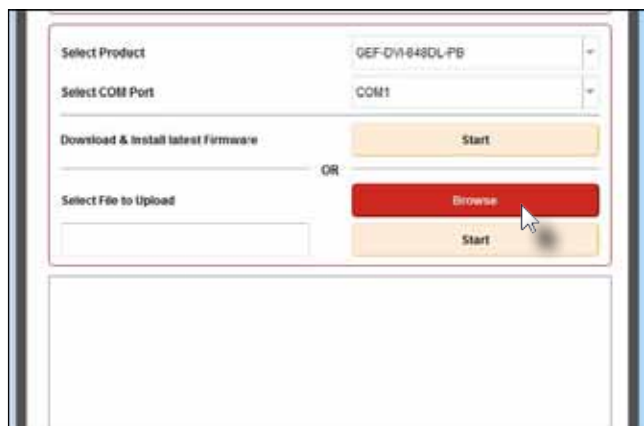 Select Product
GEF-DVI-848DL-PB
Select COM Port
COM1
Download & Install latest Firmware
Start
OR
Select File to Upload
Browse
Start